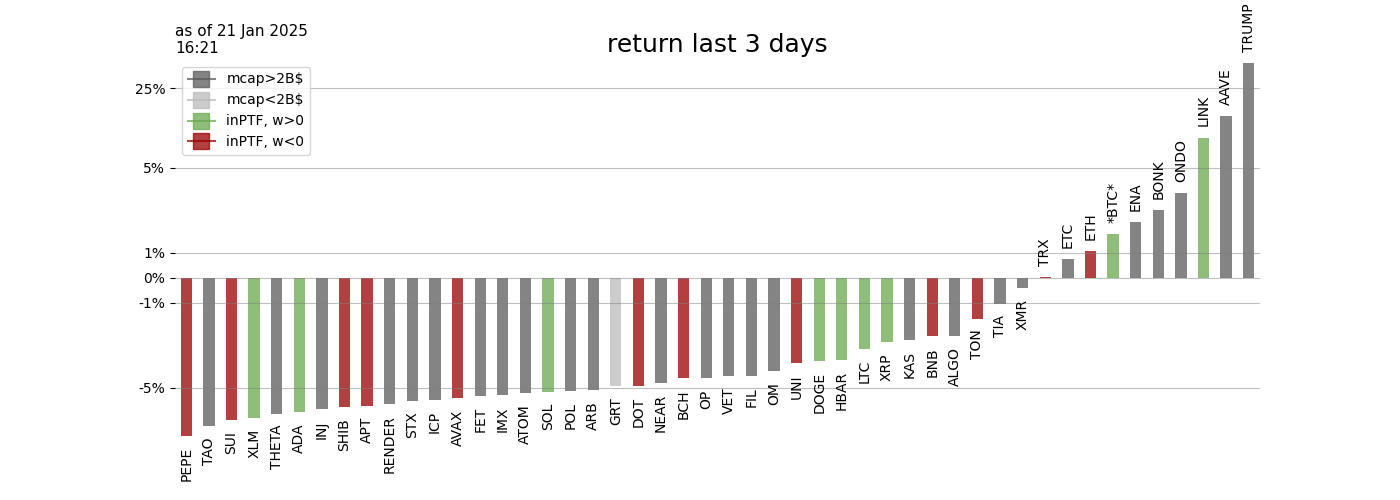 as of 21 Jan 2025
16:21
return last 3 days
mcap>2B$
mcap<2B$
inPTF, w>0
inPTF, w<0
25%
5%
1%
0%
-1%
-5%
PEPE
TAO
SUI
XLM
THETA
ADA
INJ
SHIB
APT
RENDER
STX
ICP
AVAX
FET
IMX
ATOM
SOL
POL
ARB
GRT
DOT
NEAR
BCH
OP
VET
FIL
OM
UNI
DOGE
HBAR
LTC
XRP
KAS
BNB
ALGO
TON
TIA
XMR
TRX
ETC
ETH
*BTC*
ENA
BONK
ONDO
LINK
AAVE
TRUMP